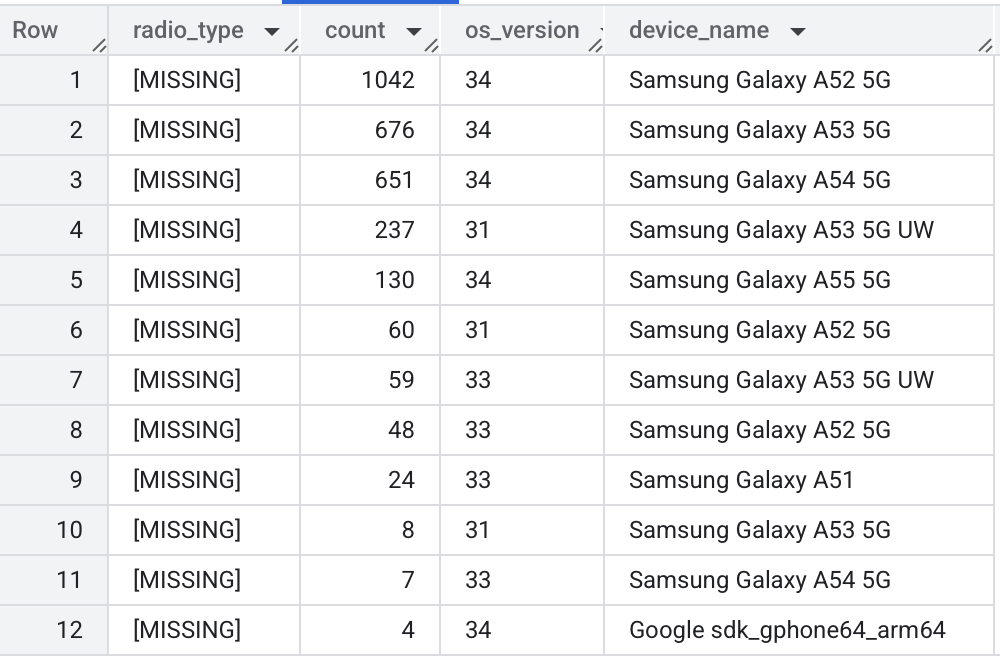 Row radio_type count os_version device_name
1 [MISSING] 1042 34 Samsung Galaxy A52 5G
2 [MISSING] 676 34 Samsung Galaxy A53 5G
3 [MISSING] 651 34 Samsung Galaxy A54 5G
4 [MISSING] 237 31 Samsung Galaxy A53 5G UW
5 [MISSING] 130 34 Samsung Galaxy A55 5G
6 [MISSING] 60 31 Samsung Galaxy A52 5G
7 [MISSING] 59 33 Samsung Galaxy A53 5G UW
8 [MISSING] 48 33 Samsung Galaxy A52 5G
9 [MISSING] 24 33 Samsung Galaxy A51
10 [MISSING] 8 31 Samsung Galaxy A53 5G
11 [MISSING] 7 33 Samsung Galaxy A54 5G
12 [MISSING] 4 34 Google sdk_gphone64_arm64